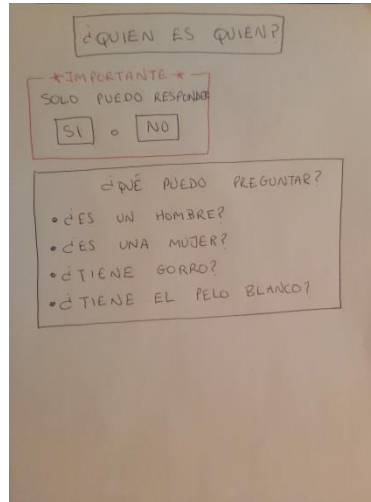 ¿QUIEN ES QUIEN?
*IMPORTANTE*
SOLO PUEDO RESPONDER
SI o NO
¿QUÉ PUEDO PREGUNTAR?
• ¿ES UN HOMBRE?
• ¿ES UNA MUJER?
• ¿TIENE GORRO?
• ¿TIENE EL PELO BLANCO?